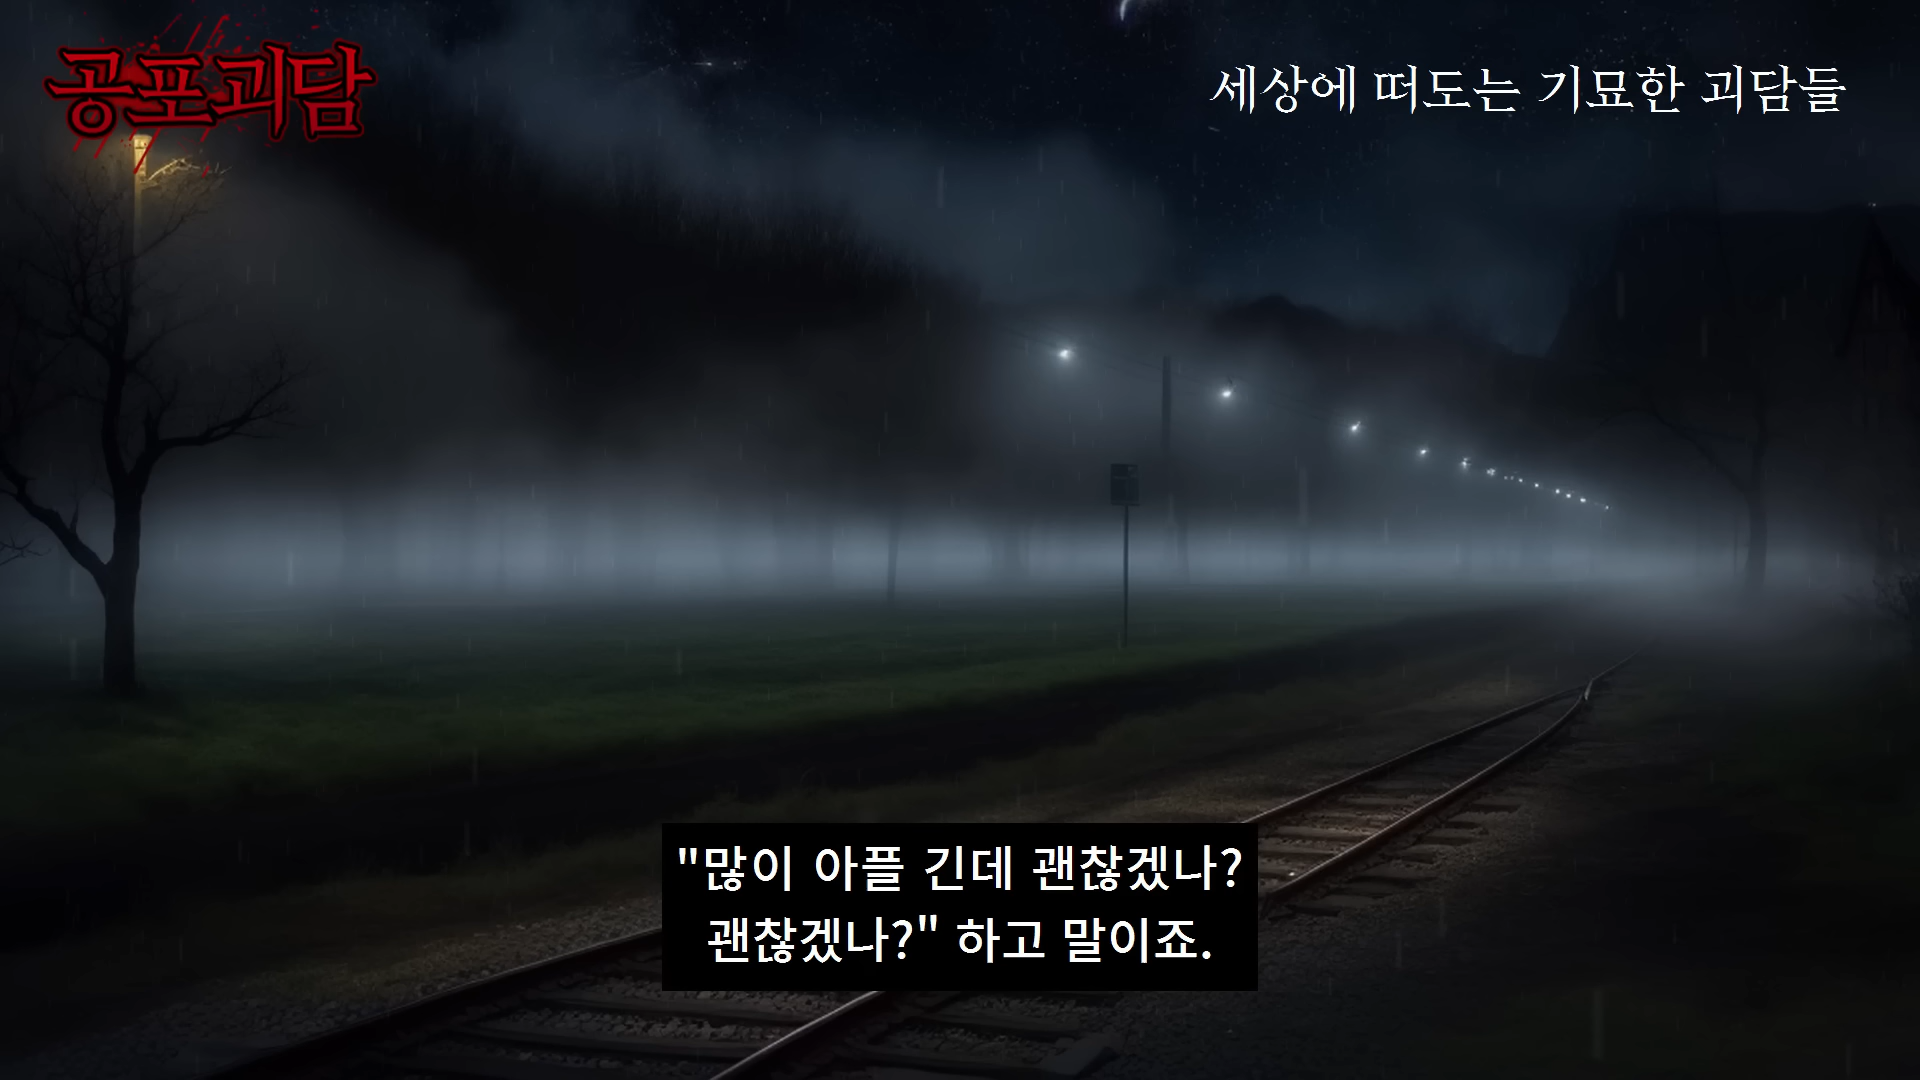 공포괴담
세상에 떠도는 기묘한 괴담들
"많이 아플 긴데 괜찮겠나?
괜찮겠나?" 하고 말이죠.